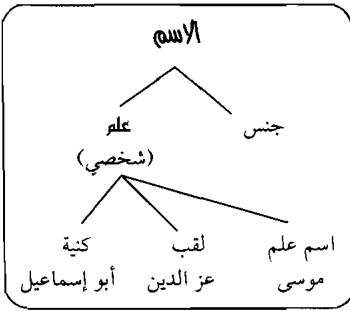 الاسم
جنس علم
(شخصي)
اسم علم لقب كنية
موسى عز الدين أبو إسماعيل